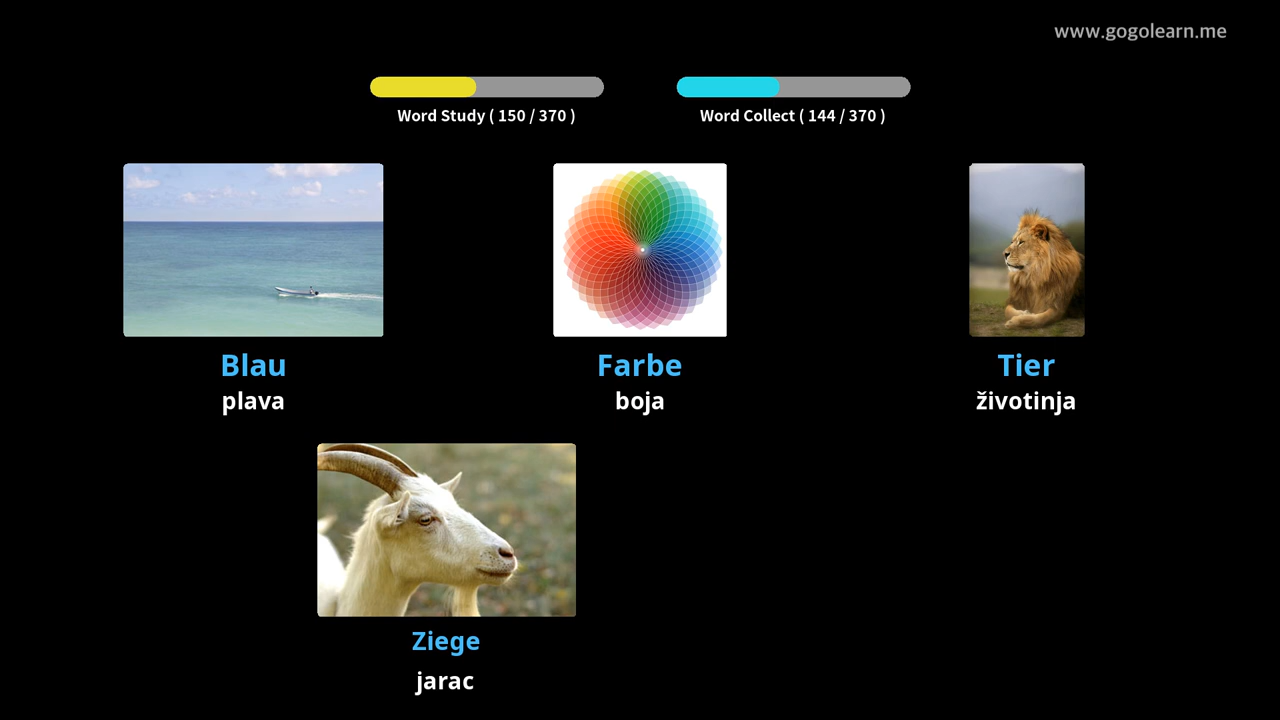 www.gogolearn.me
Word Study ( 150 / 370 )
Word Collect ( 144 / 370 )
Blau
plava
Farbe
boja
Tier
životinja
Ziege
jarac